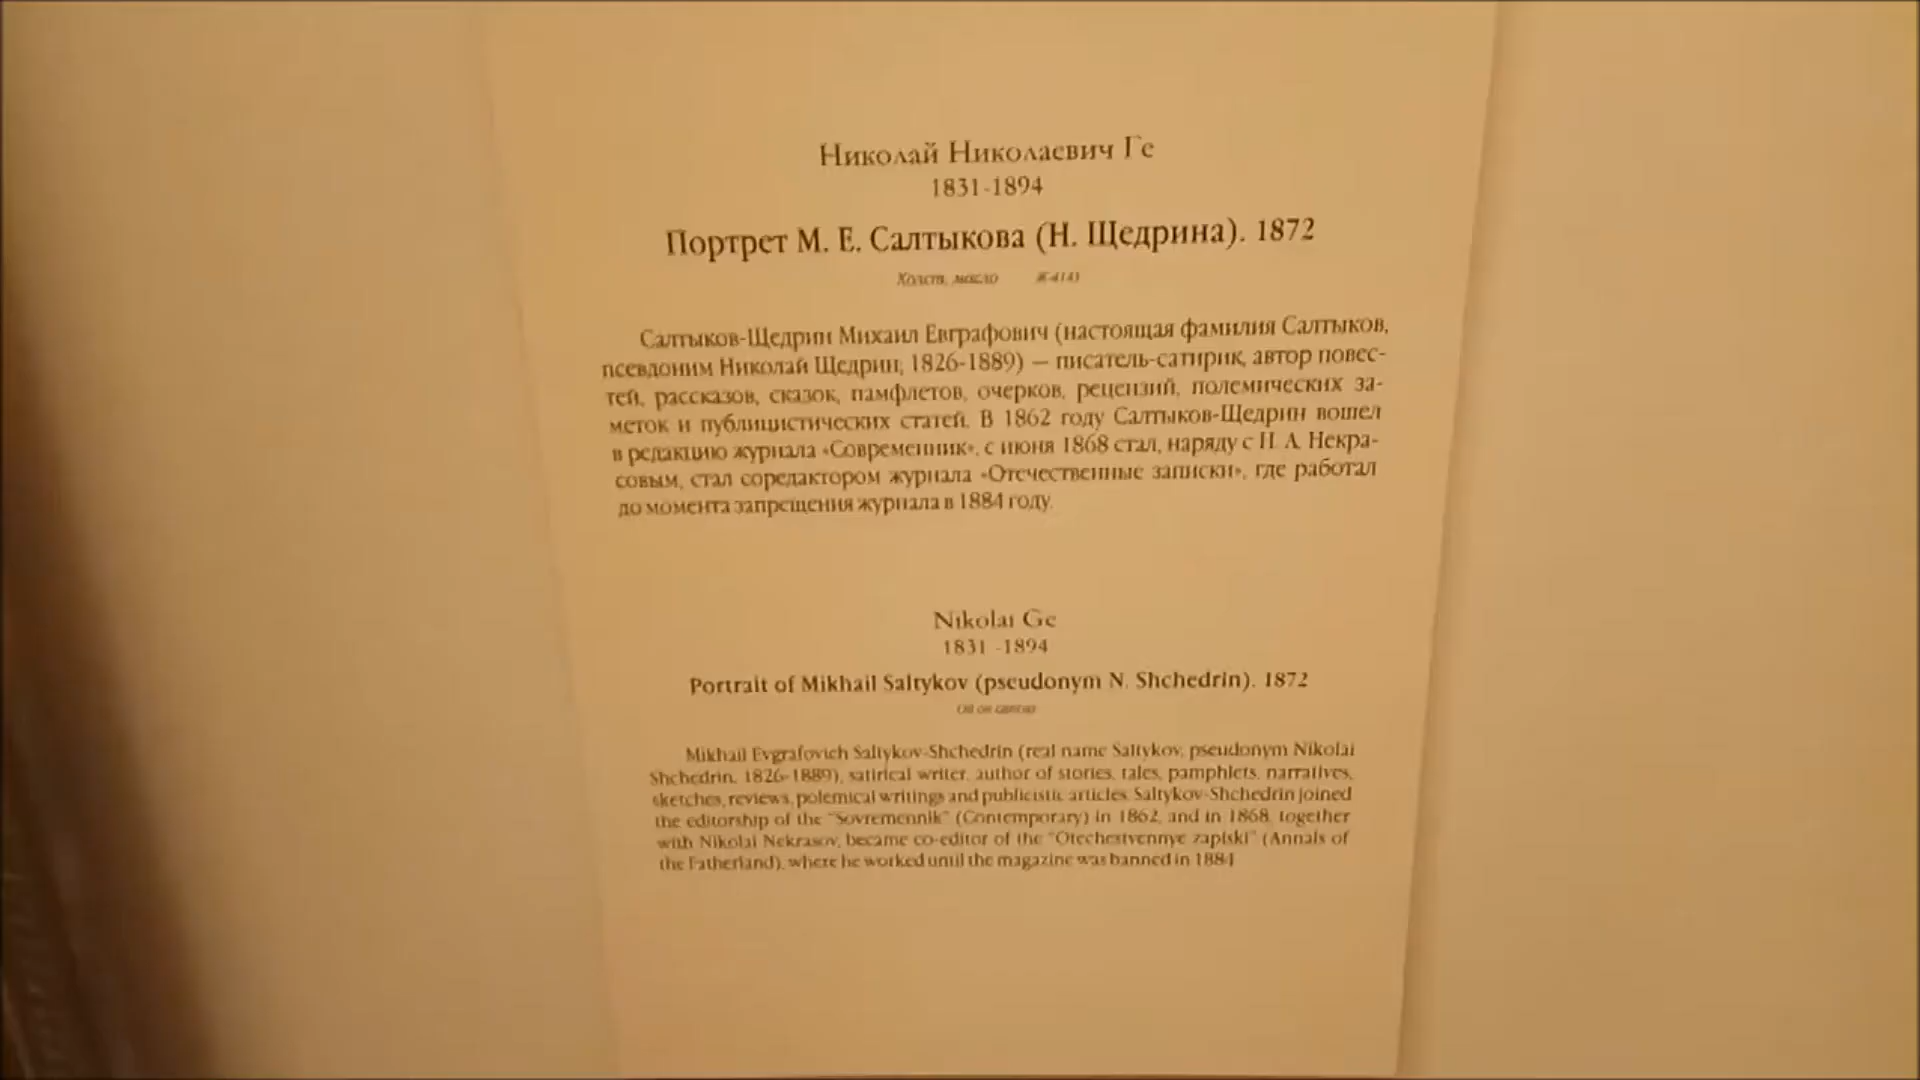 Николай Николаевич Ге
1831-1894
Портрет М. Е. Салтыкова (Н. Щедрина). 1872
Холст, масло Ж-4143
Салтыков-Щедрин Михаил Евграфович (настоящая фамилия Салтыков,
псевдоним Николай Щедрин; 1826-1889) — писатель-сатирик, автор повес-
тей, рассказов, сказок, памфлетов, очерков, рецензий, полемических за-
меток и публицистических статей. В 1862 году Салтыков-Щедрин вошел
в редакцию журнала «Современник», с июня 1868 стал, наряду с Н. А. Некра-
совым, стал соредактором журнала «Отечественные записки», где работал
до момента запрещения журнала в 1884 году.
Nikolai Ge
1831 -1894
Portrait of Mikhail Saltykov (pseudonym N. Shchedrin). 1872
Oil on canvas
Mikhail Evgrafovich Saltykov-Shchedrin (real name Saltykov, pseudonym Nikolai
Shchedrin, 1826-1889), satirical writer, author of stories, tales, pamphlets, narratives,
sketches, reviews, polemical writings and publicistic articles. Saltykov-Shchedrin joined
the editorship of the "Sovremennik" (Contemporary) in 1862, and in 1868, together
with Nikolai Nekrasov, became co-editor of the "Otechestvennye zapiski" (Annals of
the Fatherland), where he worked until the magazine was banned in 1884